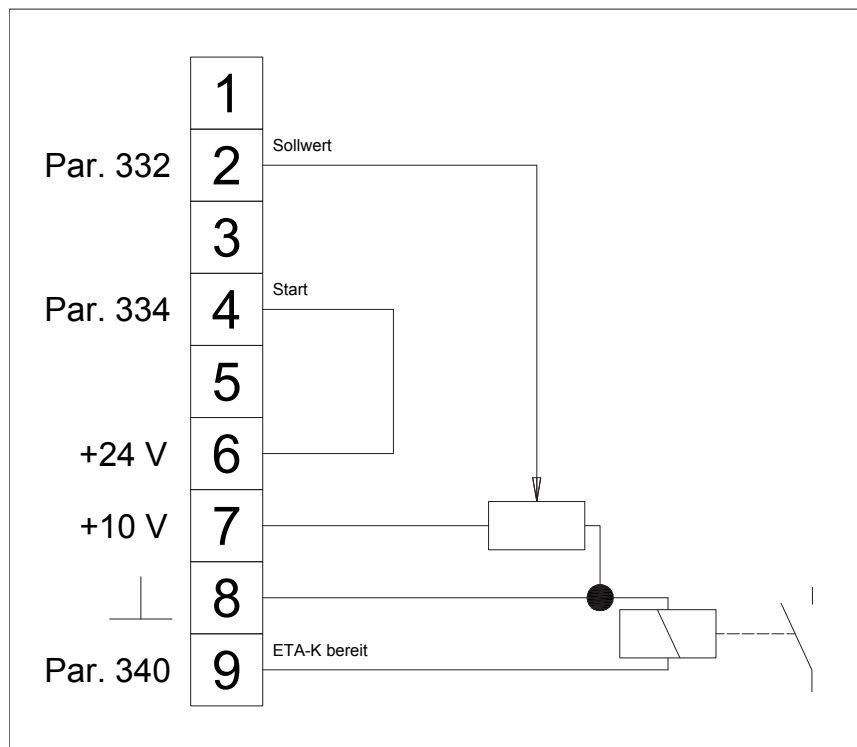 1
Par. 332 2 Sollwert
3
Par. 334 4 Start
5
+24 V 6
+10 V 7
8
Par. 340 9 ETA-K bereit